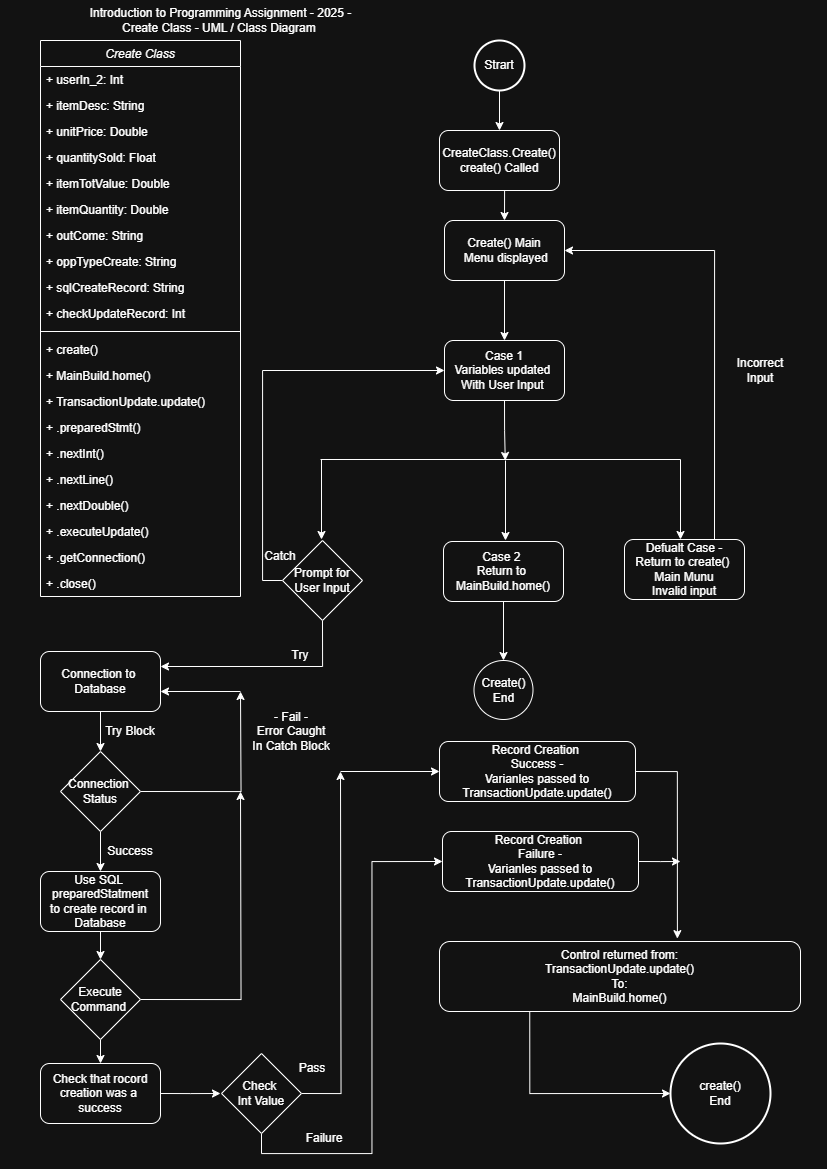 Introduction to Programming Assignment - 2025 -
Create Class - UML / Class Diagram
Create Class
+ userIn_2: Int
+ itemDesc: String
+ unitPrice: Double
+ quantitySold: Float
+ itemTotValue: Double
+ itemQuantity: Double
+ outCome: String
+ oppTypeCreate: String
+ sqlCreateRecord: String
+ checkUpdateRecord: Int
+ create()
+ MainBuild.home()
+ TransactionUpdate.update()
+ .preparedStmt()
+ .nextInt()
+ .nextLine()
+ .nextDouble()
+ .executeUpdate()
+ .getConnection()
+ .close()
Strart
CreateClass.Create()
create() Called
Create() Main
Menu displayed
Case 1
Variables updated
With User Input
Incorrect
Input
Catch
Prompt for
User Input
Case 2
Return to
MainBuild.home()
Defualt Case -
Return to create()
Main Munu
Invalid input
Try
Create()
End
Connection to
Database
Try Block
- Fail -
Error Caught
In Catch Block
Connection
Status
Success
Use SQL
preparedStatment
to create record in
Database
Execute
Command
Check that rocord
creation was a
success
Check
Int Value
Pass
Failure
Record Creation
Success -
Varianles passed to
TransactionUpdate.update()
Record Creation
Failure -
Varianles passed to
TransactionUpdate.update()
Control returned from:
TransactionUpdate.update()
To:
MainBuild.home()
create()
End